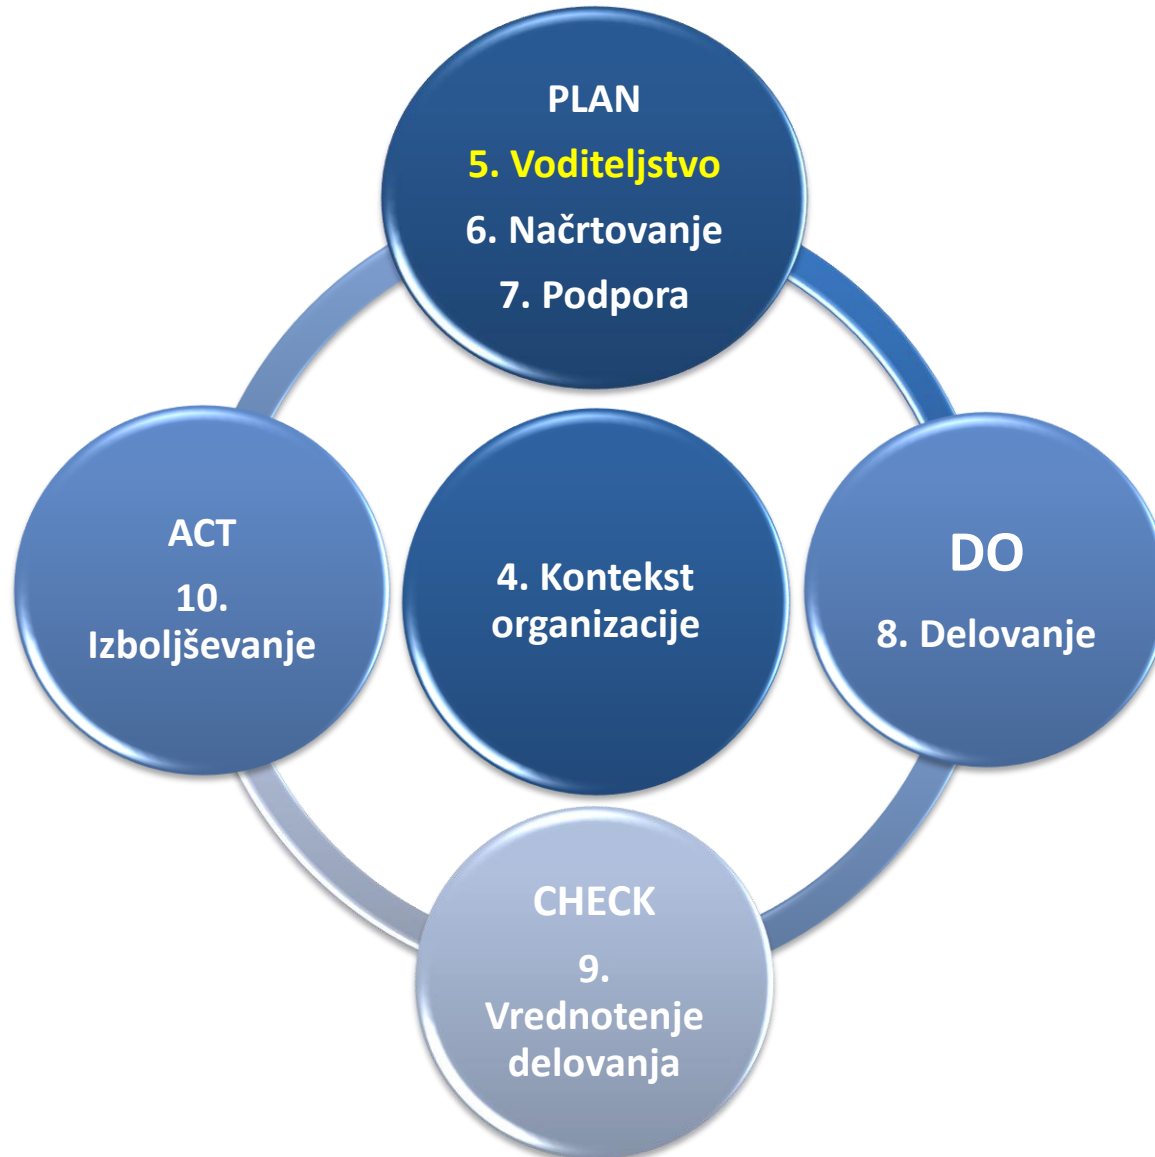 PLAN
5. Voditeljstvo
6. Načrtovanje
7. Podpora
ACT
10.
Izboljševanje
4. Kontekst
organizacije
DO
8. Delovanje
CHECK
9.
Vrednotenje
delovanja